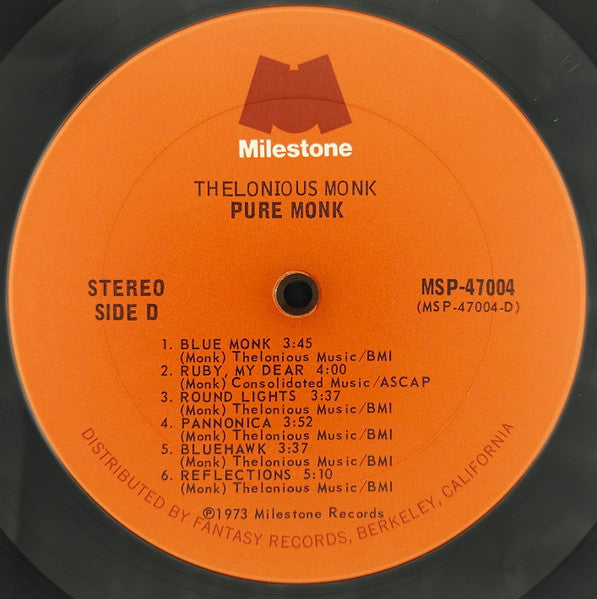 Milestone
THELONIOUS MONK
PURE MONK
STEREO
SIDE D
MSP-47004
(MSP-47004-D)
1. BLUE MONK 3:45
(Monk) Thelonious Music/BMI
2. RUBY, MY DEAR 4:00
(Monk) Consolidated Music/ASCAP
3. ROUND LIGHTS 3:37
(Monk) Thelonious Music/BMI
4. PANNONICA 3:52
(Monk) Thelonious Music/BMI
5. BLUEHAWK 3:37
(Monk) Thelonious Music/BMI
6. REFLECTIONS 5:10
(Monk) Thelonious Music/BMI
℗1973 Milestone Records
DISTRIBUTED BY FANTASY RECORDS, BERKELEY, CALIFORNIA